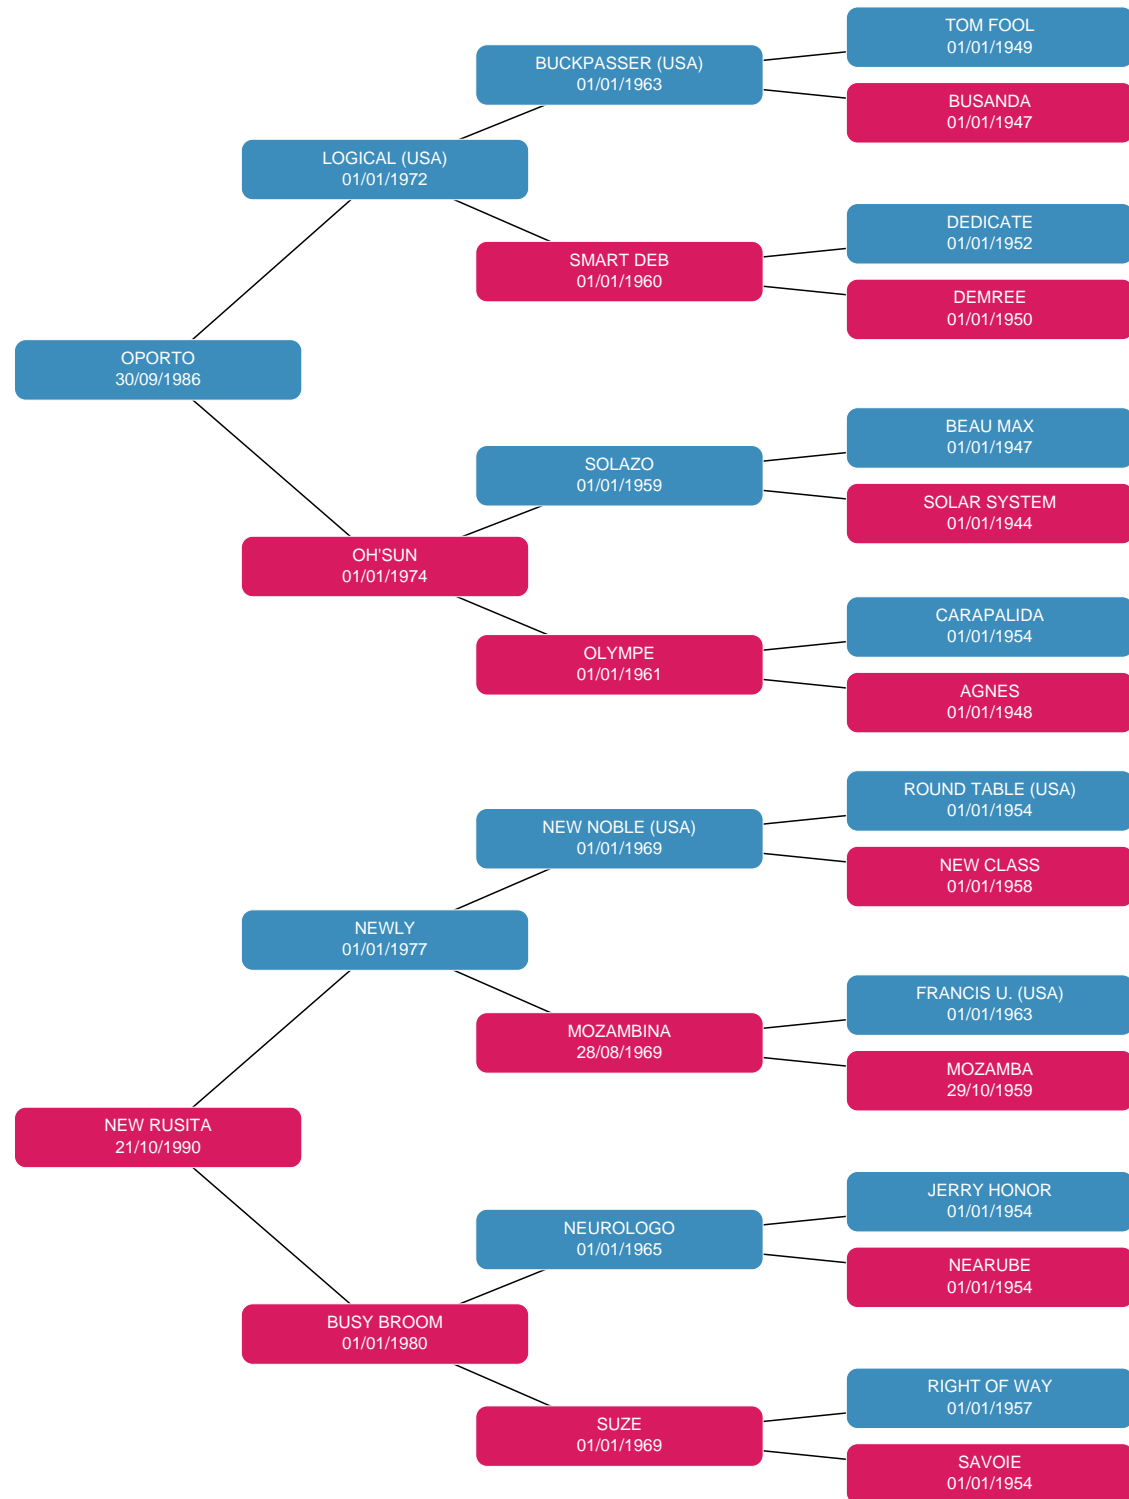 TOM FOOL
01/01/1949
BUCKPASSER (USA)
01/01/1963
BUSANDA
01/01/1947
LOGICAL (USA)
01/01/1972
DEDICATE
01/01/1952
SMART DEB
01/01/1960
DEMREE
01/01/1950
OPORTO
30/09/1986
BEAU MAX
01/01/1947
SOLAZO
01/01/1959
SOLAR SYSTEM
01/01/1944
OH'SUN
01/01/1974
CARAPALIDA
01/01/1954
OLYMPE
01/01/1961
AGNES
01/01/1948
ROUND TABLE (USA)
01/01/1954
NEW NOBLE (USA)
01/01/1969
NEW CLASS
01/01/1958
NEWLY
01/01/1977
FRANCIS U. (USA)
01/01/1963
MOZAMBINA
28/08/1969
MOZAMBA
29/10/1959
NEW RUSITA
21/10/1990
JERRY HONOR
01/01/1954
NEUROLOGO
01/01/1965
NEARUBE
01/01/1954
BUSY BROOM
01/01/1980
RIGHT OF WAY
01/01/1957
SUZE
01/01/1969
SAVOIE
01/01/1954